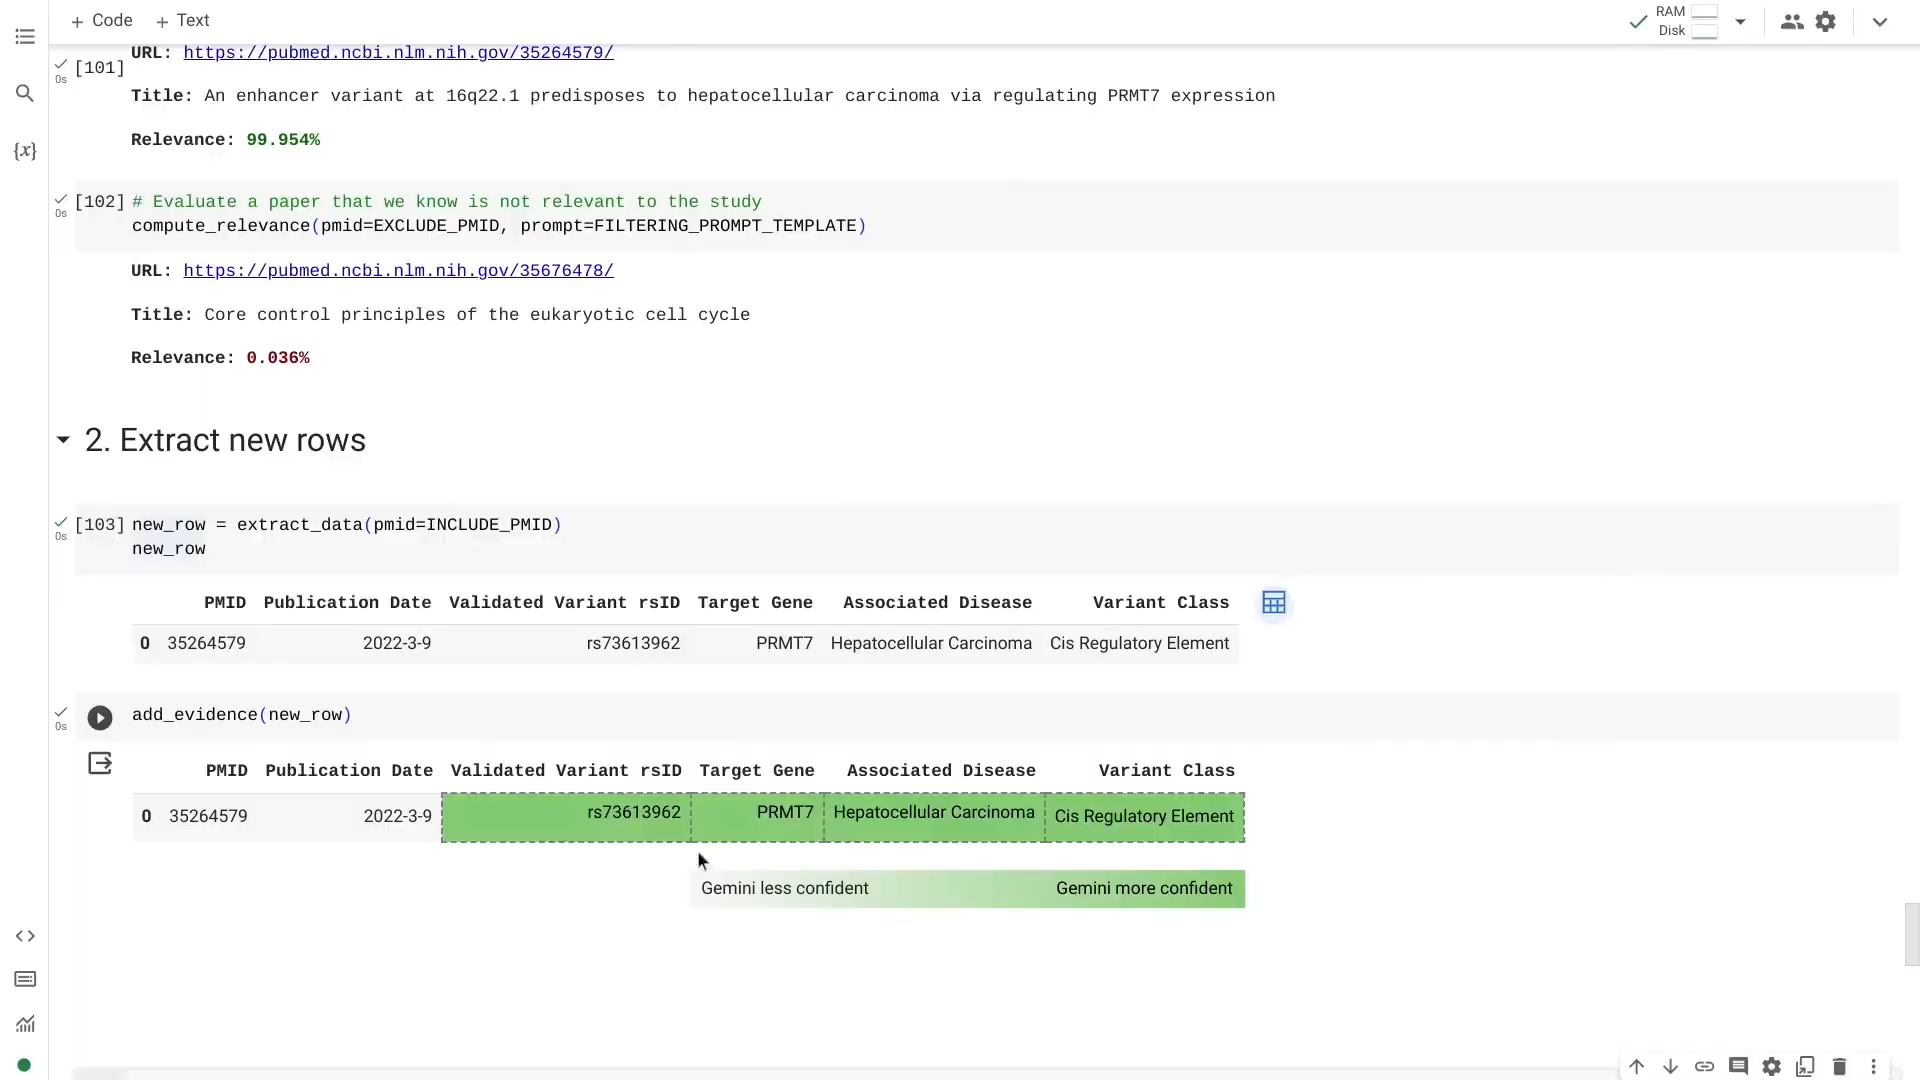 + Code + Text
RAM
Disk
URL: https://pubmed.ncbi.nlm.nih.gov/35264579/
[101]
0s
Title: An enhancer variant at 16q22.1 predisposes to hepatocellular carcinoma via regulating PRMT7 expression
{x}
Relevance: 99.954%
[102] # Evaluate a paper that we know is not relevant to the study
0s
compute_relevance(pmid=EXCLUDE_PMID, prompt=FILTERING_PROMPT_TEMPLATE)
URL: https://pubmed.ncbi.nlm.nih.gov/35676478/
Title: Core control principles of the eukaryotic cell cycle
Relevance: 0.036%
2. Extract new rows
[103] new_row = extract_data(pmid=INCLUDE_PMID)
0s
new_row
PMID Publication Date Validated Variant rsID Target Gene Associated Disease Variant Class
0 35264579 2022-3-9 rs73613962 PRMT7 Hepatocellular Carcinoma Cis Regulatory Element
add_evidence(new_row)
0s
PMID Publication Date Validated Variant rsID Target Gene Associated Disease Variant Class
0 35264579 2022-3-9 rs73613962 PRMT7 Hepatocellular Carcinoma Cis Regulatory Element
Gemini less confident Gemini more confident